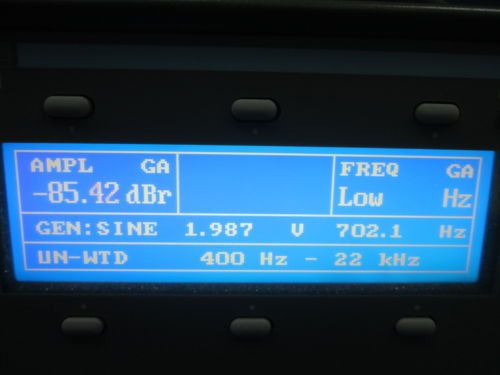 AMPL GA
-85.42 dBr
FREQ GA
Low Hz
GEN:SINE 1.987 V 702.1 Hz
UN-WTD 400 Hz - 22 kHz